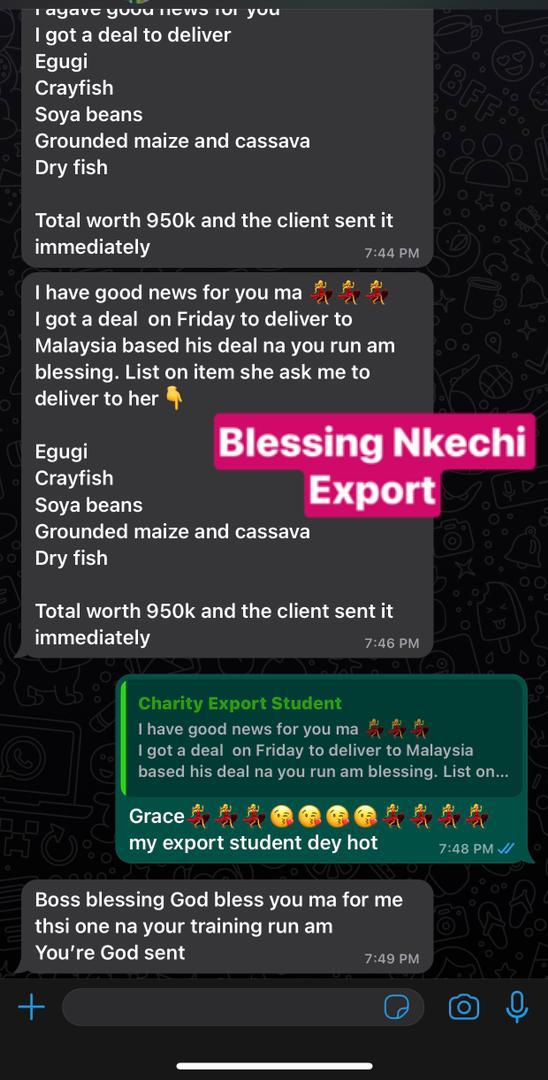 I agave good news for you
I got a deal to deliver
Egugi
Crayfish
Soya beans
Grounded maize and cassava
Dry fish
Total worth 950k and the client sent it
immediately
7:44 PM
I have good news for you ma 💃💃💃
I got a deal  on Friday to deliver to
Malaysia based his deal na you run am
blessing. List on item she ask me to
deliver to her 👇
Egugi
Crayfish
Soya beans
Grounded maize and cassava
Dry fish
Total worth 950k and the client sent it
immediately
7:46 PM
Blessing Nkechi
Export
Charity Export Student
I have good news for you ma 💃💃💃
I got a deal  on Friday to deliver to Malaysia
based his deal na you run am blessing. List on...
Grace💃💃💃😘😘😘😘💃💃💃💃
my export student dey hot
7:48 PM
Boss blessing God bless you ma for me
thsi one na your training run am
You’re God sent
7:49 PM